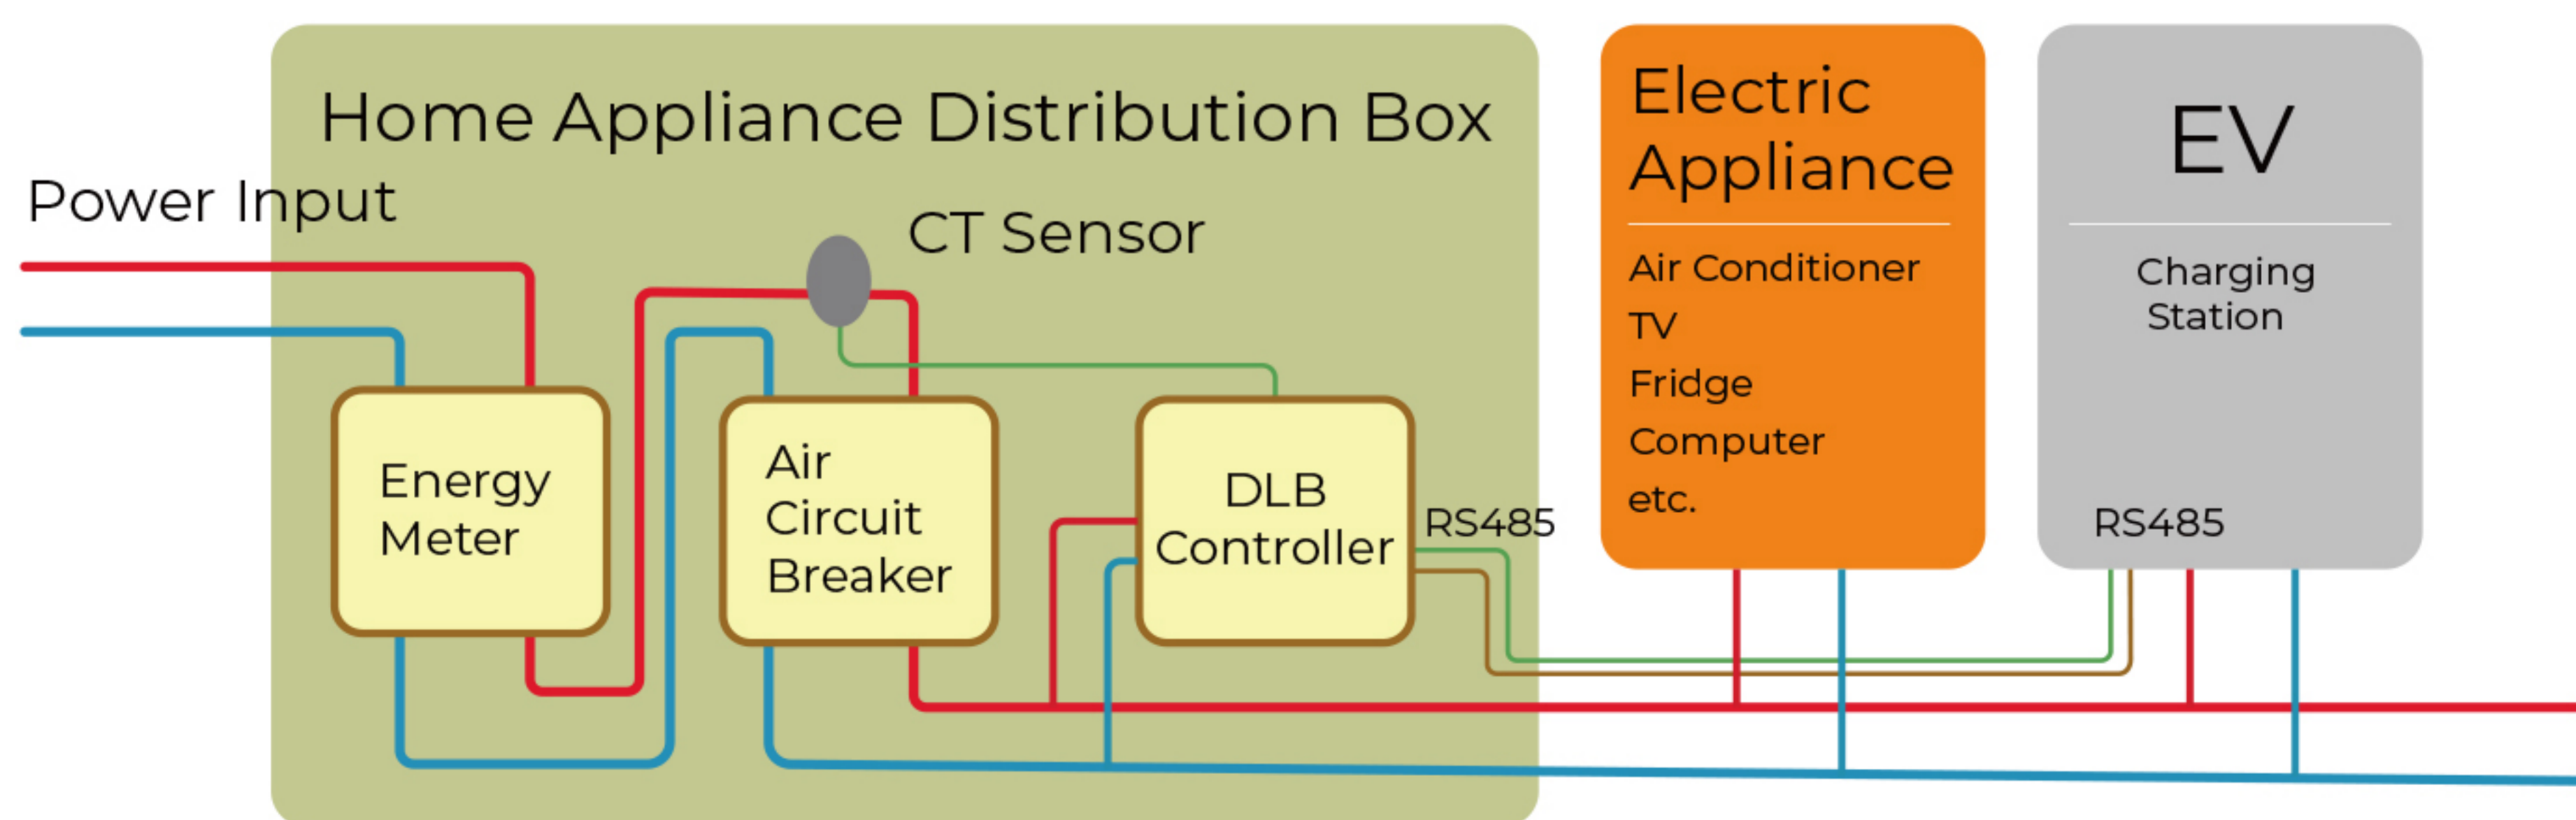 Home Appliance Distribution Box
Power Input
CT Sensor
Energy
Meter
Air
Circuit
Breaker
DLB
Controller
RS485
Electric
Appliance
Air Conditioner
TV
Fridge
Computer
etc.
EV
Charging
Station
RS485